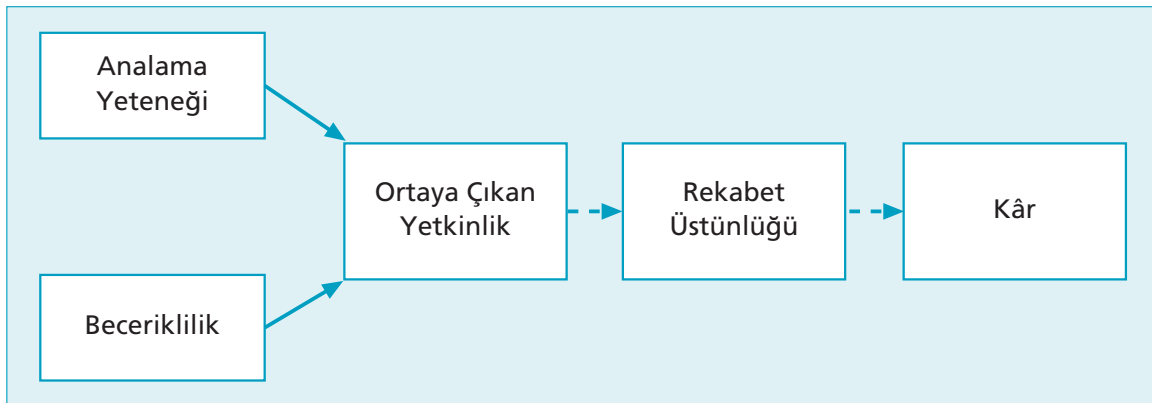 Analama
Yeteneği
Beceriklilik
Ortaya Çıkan
Yetkinlik
Rekabet
Üstünlüğü
Kâr